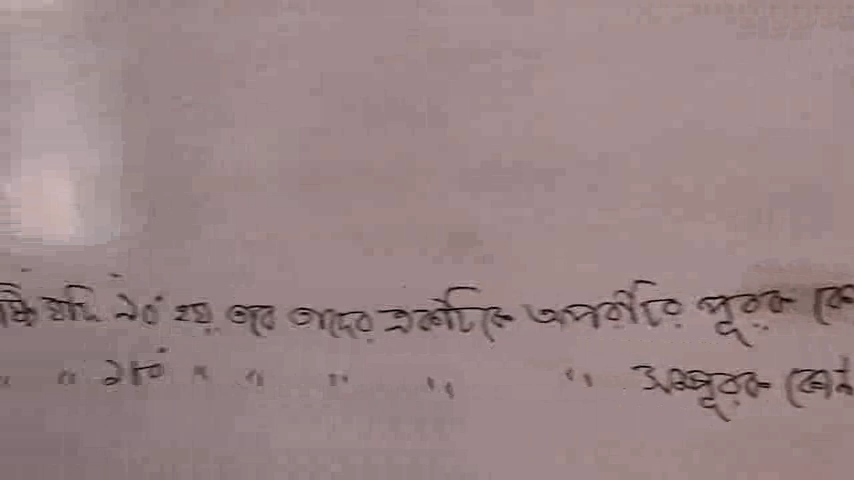 যদি ৯০° হয় তবে তাদের একটিকে অপরটির পূরক
" " ১৮০° " " " " " সম্পূরক কোন